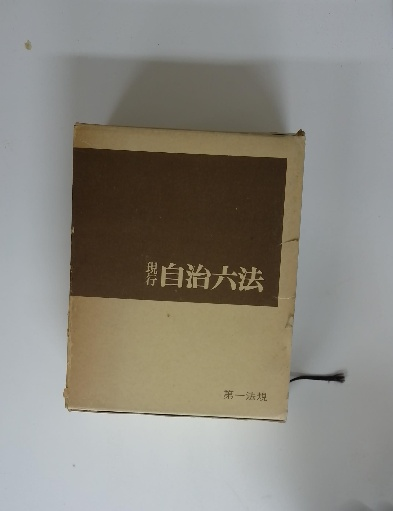 現行 自治六法
第一法規